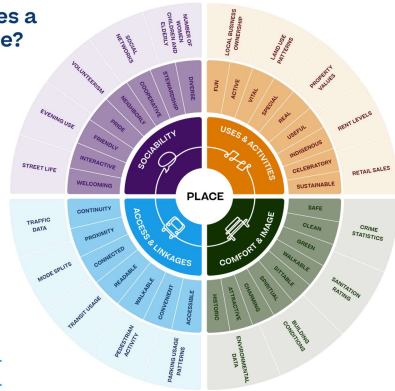 es a
e?
NUMBER OF
WOMEN,
CHILDREN AND
ELDERLY
SOCIAL
NETWORKS
VOLUNTEERISM
EVENING USE
STREET LIFE
DIVERSE
STEWARDSHIP
COOPERATIVE
NEIGHBORLY
PRIDE
FRIENDLY
INTERACTIVE
WELCOMING
SOCIABILITY
LOCAL BUSINESS
OWNERSHIP
LAND USE
PATTERNS
PROPERTY
VALUES
RENT LEVELS
RETAIL SALES
FUN
ACTIVE
VITAL
SPECIAL
REAL
USEFUL
INDIGENOUS
CELEBRATORY
SUSTAINABLE
USES & ACTIVITIES
PLACE
TRAFFIC
DATA
MODE SPLITS
TRANSIT USAGE
PEDESTRIAN
ACTIVITY
PARKING USAGE
PATTERNS
CONTINUITY
PROXIMITY
CONNECTED
READABLE
WALKABLE
CONVENIENT
ACCESSIBLE
ACCESS & LINKAGES
COMFORT & IMAGE
SAFE
CLEAN
GREEN
WALKABLE
SITTABLE
SPIRITUAL
CHARMING
ATTRACTIVE
HISTORIC
CRIME
STATISTICS
SANITATION
RATING
BUILDING
CONDITIONS
ENVIRONMENTAL
DATA